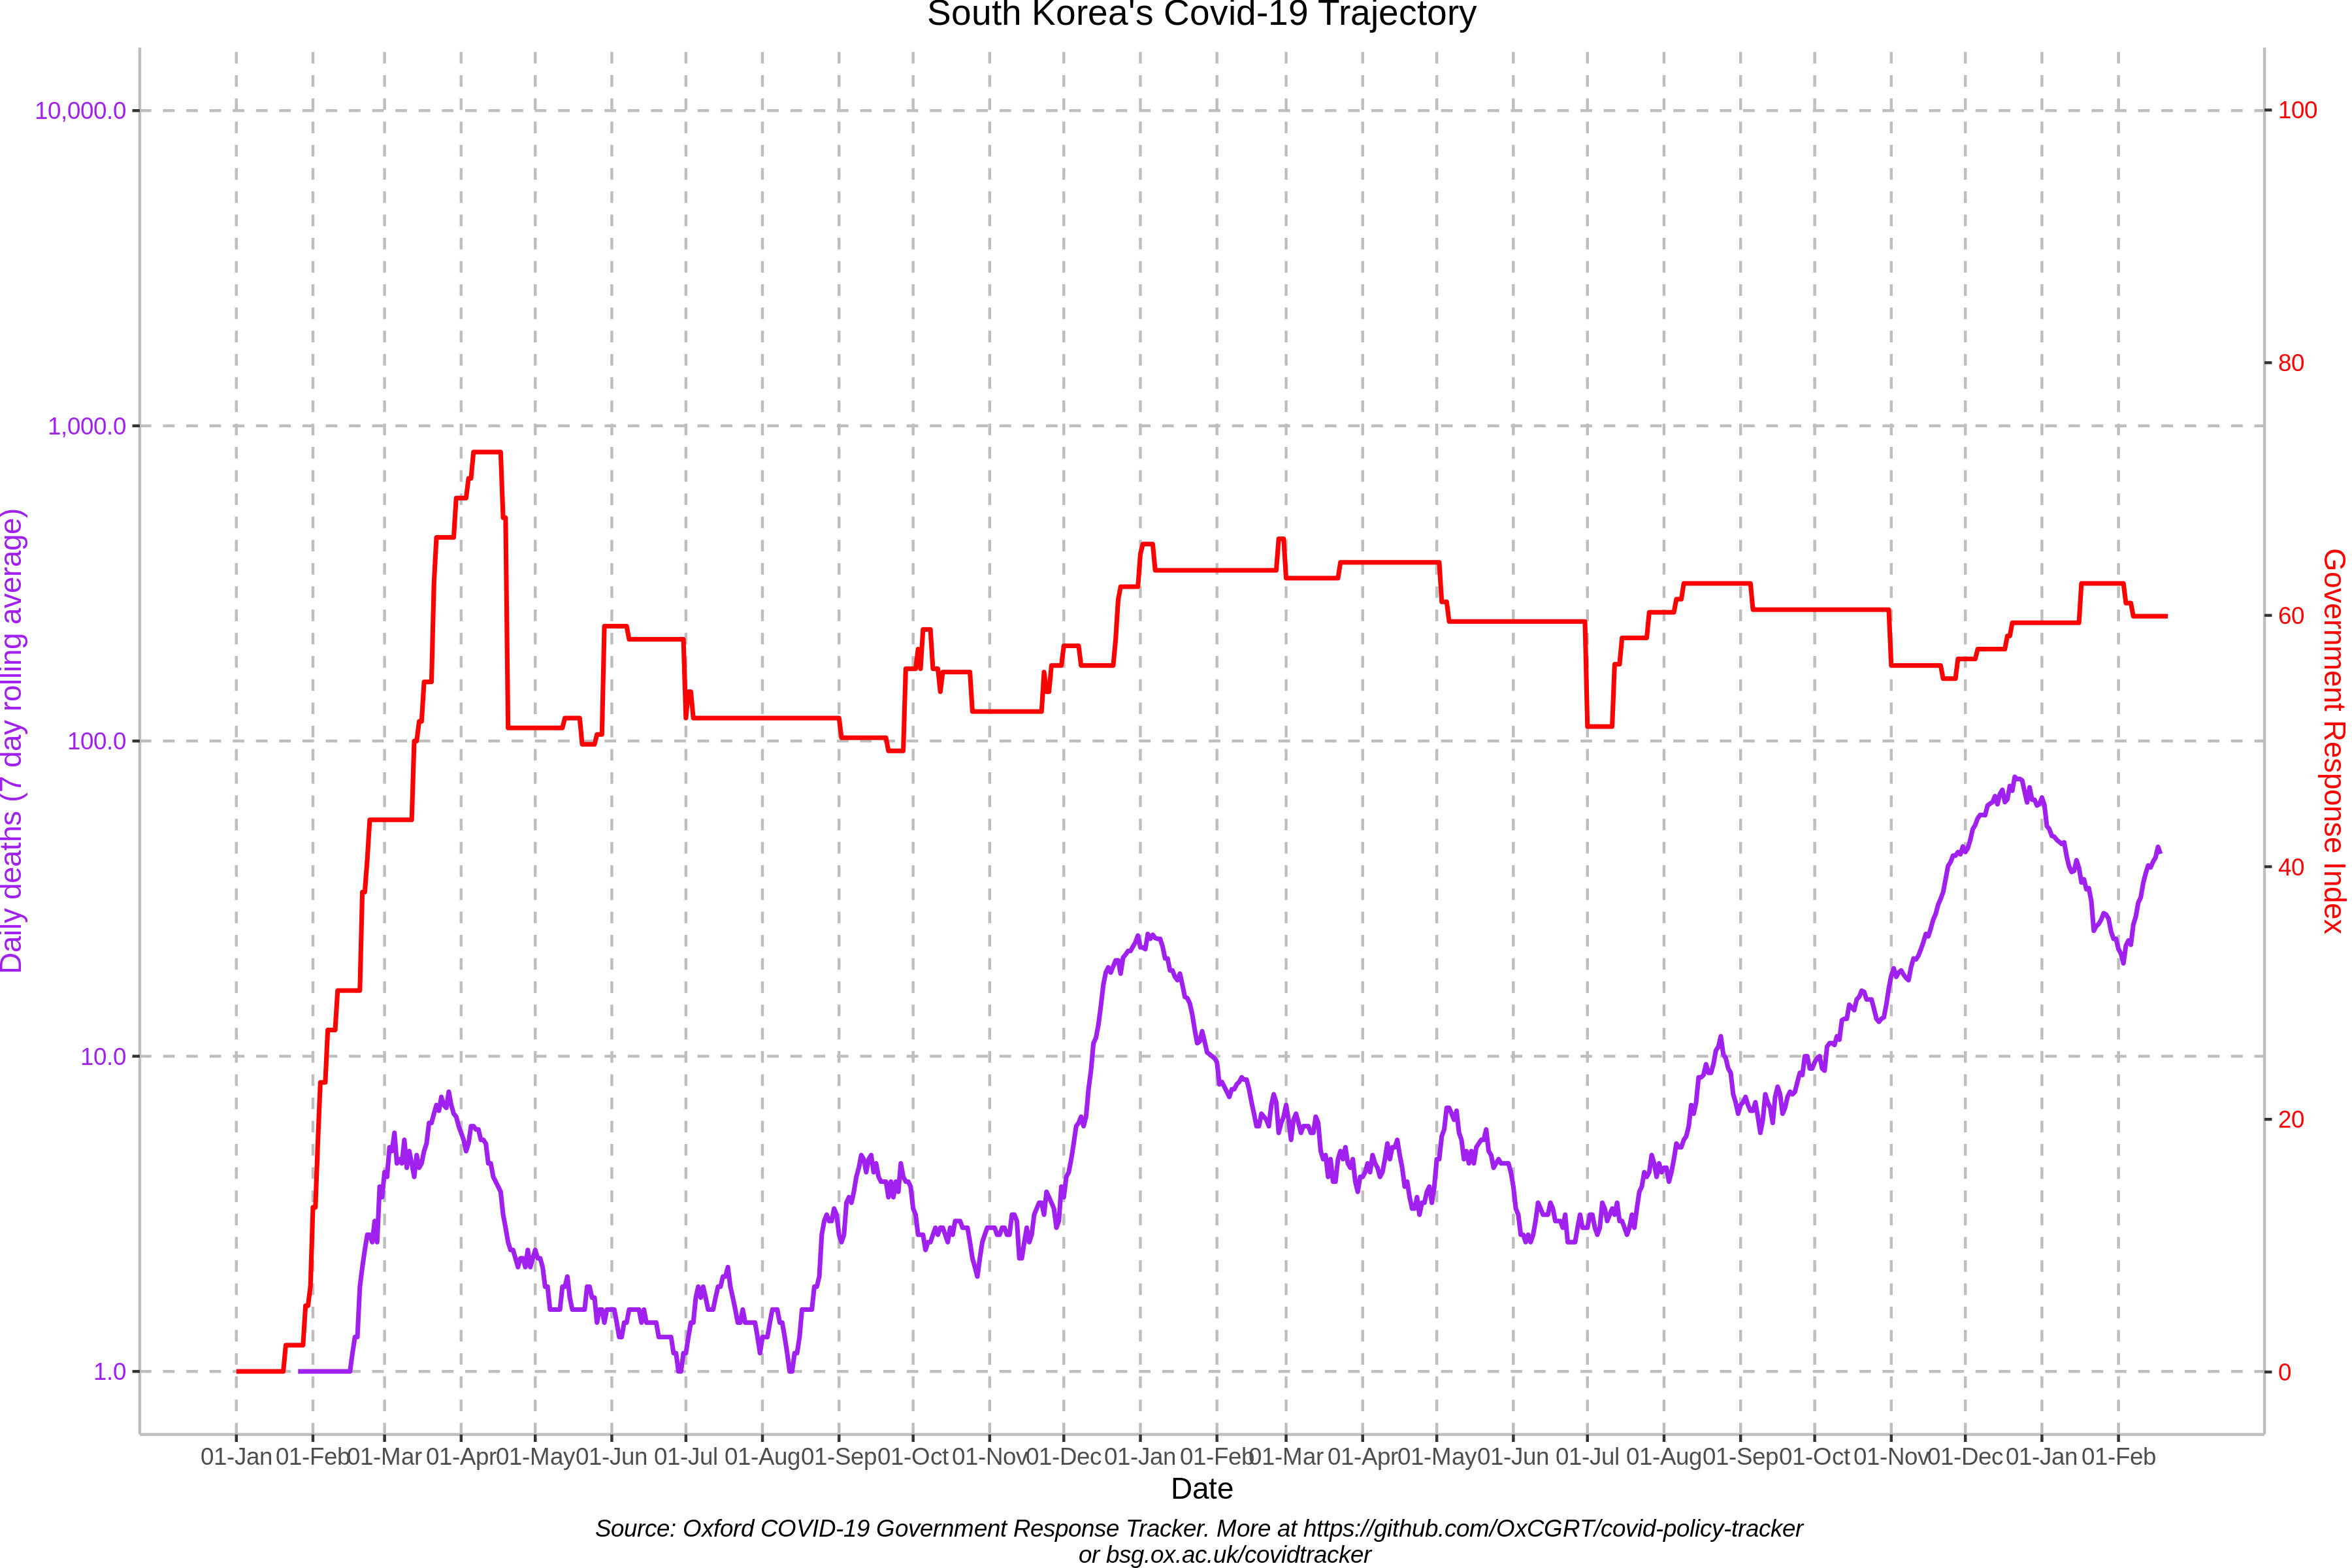 South Korea's Covid-19 Trajectory
Daily deaths (7 day rolling average)
10,000.0
1,000.0
100.0
10.0
1.0
100
80
60
40
20
0
Government Response Index
01-Jan 01-Feb 01-Mar 01-Apr 01-May 01-Jun 01-Jul 01-Aug 01-Sep 01-Oct 01-Nov 01-Dec 01-Jan 01-Feb 01-Mar 01-Apr 01-May 01-Jun 01-Jul 01-Aug 01-Sep 01-Oct 01-Nov 01-Dec 01-Jan 01-Feb
Date
Source: Oxford COVID-19 Government Response Tracker. More at https://github.com/OxCGRT/covid-policy-tracker
or bsg.ox.ac.uk/covidtracker